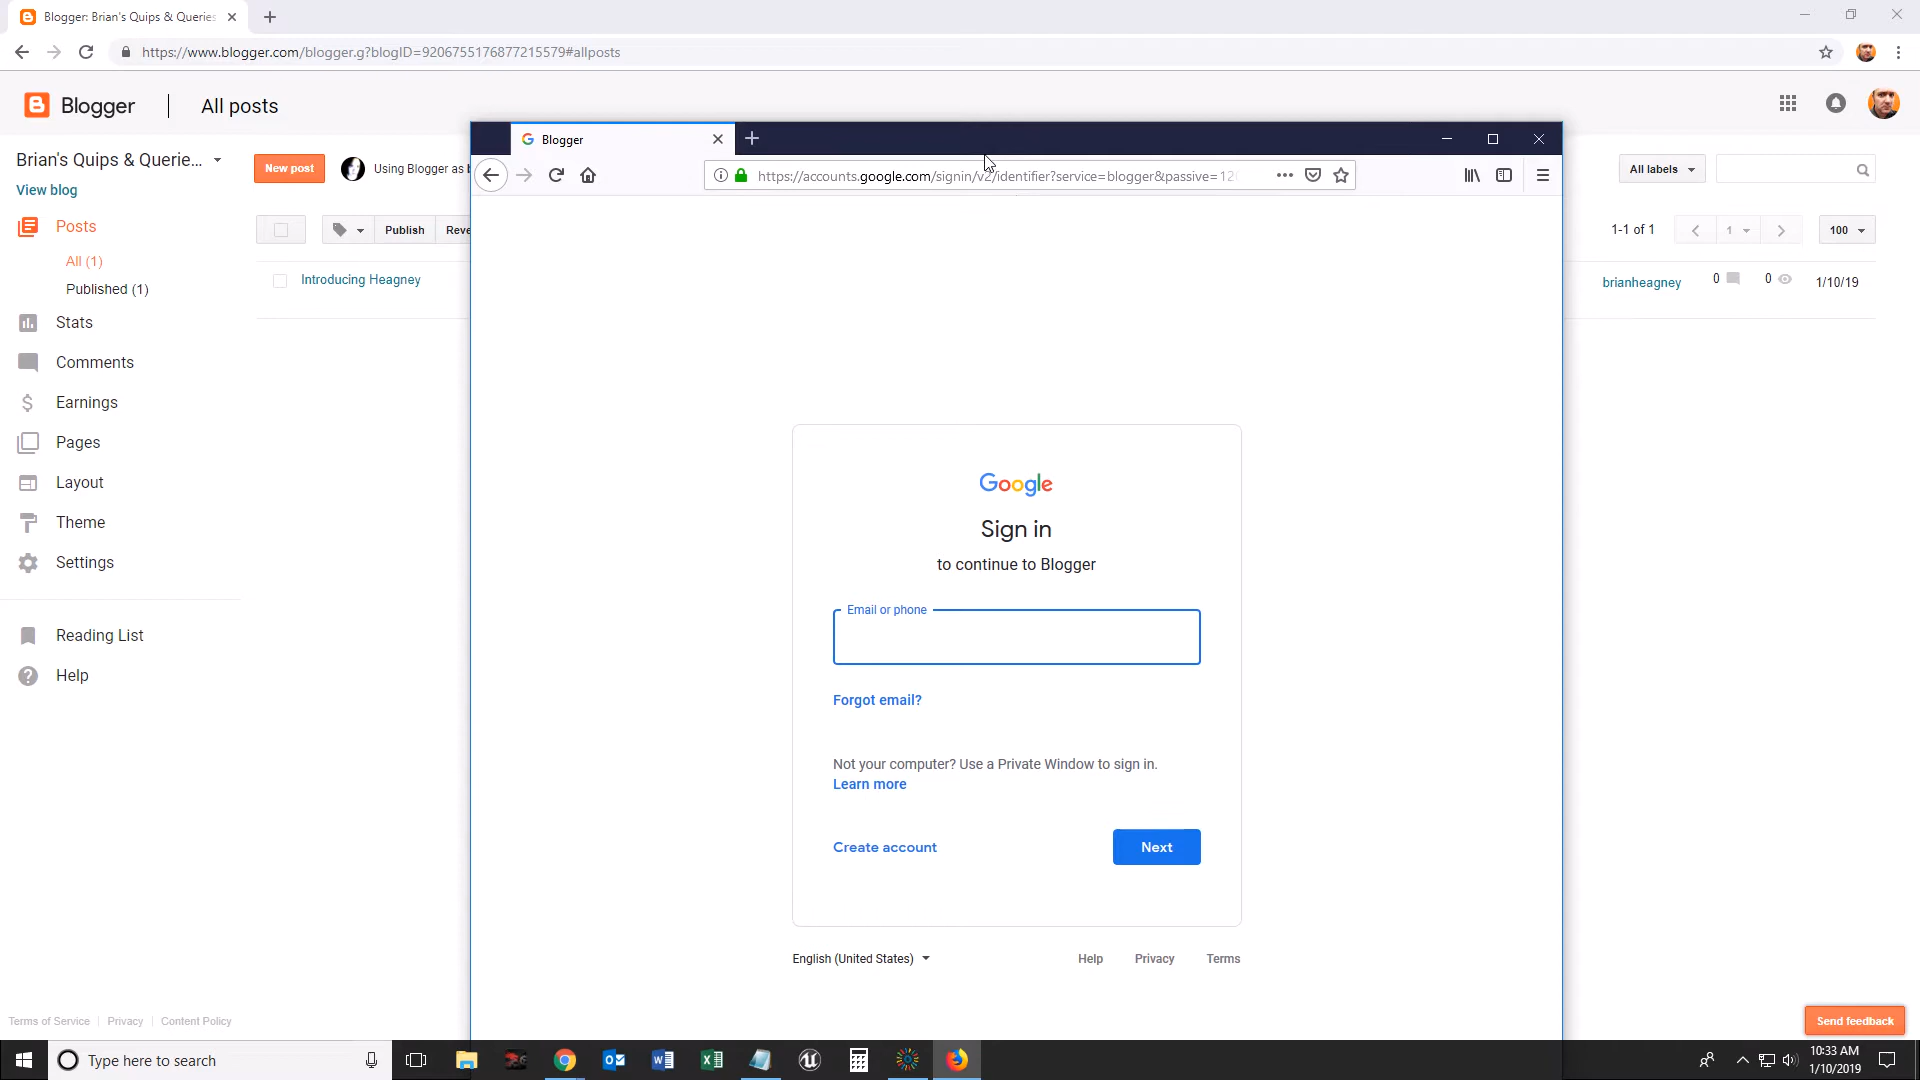 Blogger: Brian's Quips & Queries
https://www.blogger.com/blogger.g?blogID=9206755176877215579#allposts
Blogger
All posts
Brian's Quips & Querie...
View blog
New post
Using Blogger as
All labels
Posts
All (1)
Published (1)
Stats
Comments
Earnings
Pages
Layout
Theme
Settings
Reading List
Help
Publish
Reve
1-1 of 1
1
100
Introducing Heagney
brianheagney
0
0
1/10/19
Blogger
https://accounts.google.com/signin/v2/identifier?service=blogger&passive=12
Google
Sign in
to continue to Blogger
Email or phone
Forgot email?
Not your computer? Use a Private Window to sign in.
Learn more
Create account
Next
English (United States)
Help
Privacy
Terms
Terms of Service
Privacy
Content Policy
Send feedback
Type here to search
10:33 AM
1/10/2019